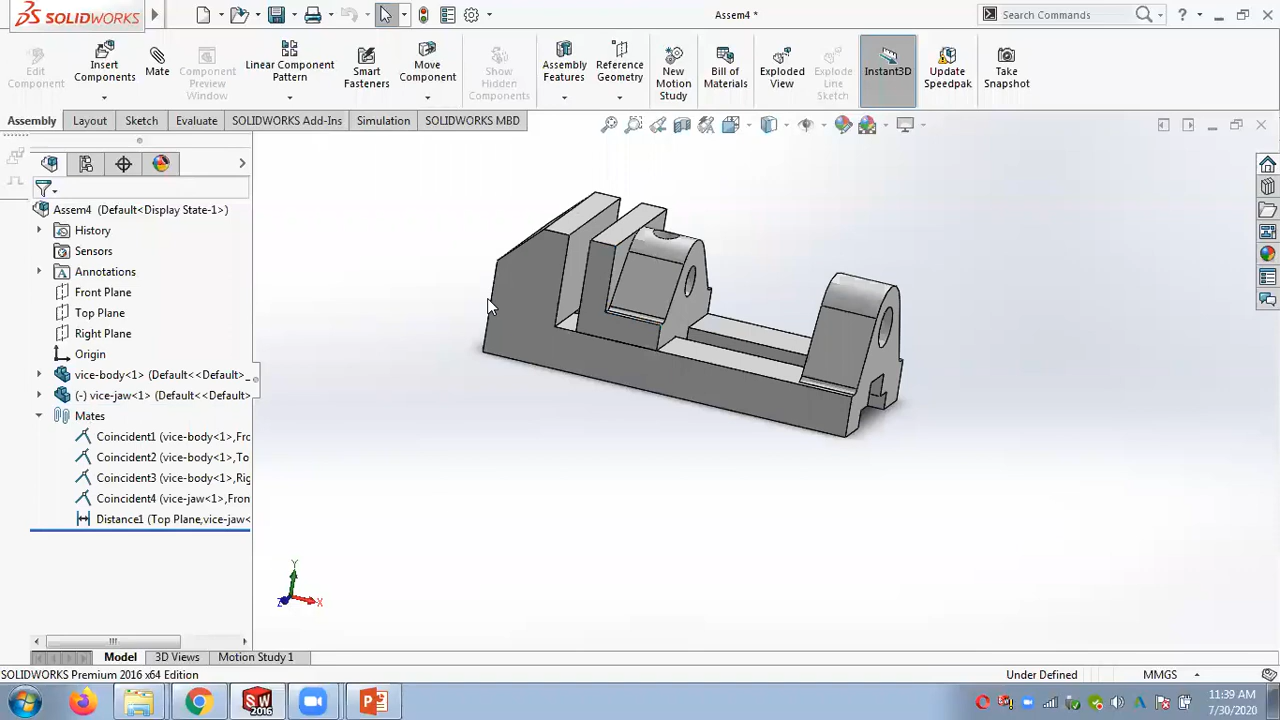 SOLIDWORKS
Assem4 *
Search Commands
Edit Component
Insert Components
Mate
Component Preview Window
Linear Component Pattern
Smart Fasteners
Move Component
Show Hidden Components
Assembly Features
Reference Geometry
New Motion Study
Bill of Materials
Exploded View
Explode Line Sketch
Instant3D
Update Speedpak
Take Snapshot
Assembly
Layout
Sketch
Evaluate
SOLIDWORKS Add-Ins
Simulation
SOLIDWORKS MBD
Assem4 (Default<Display State-1>)
History
Sensors
Annotations
Front Plane
Top Plane
Right Plane
Origin
vice-body<1> (Default<<Default>_
(-) vice-jaw<1> (Default<<Default>
Mates
Coincident1 (vice-body<1>,Fro
Coincident2 (vice-body<1>,To
Coincident3 (vice-body<1>,Rig
Coincident4 (vice-jaw<1>,Fron
Distance1 (Top Plane,vice-jaw<
Y
Z
X
Model
3D Views
Motion Study 1
SOLIDWORKS Premium 2016 x64 Edition
Under Defined
MMGS
SW
2016
11:39 AM
7/30/2020